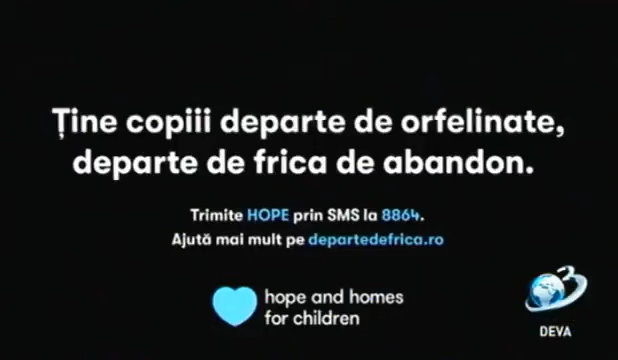 Ține copiii departe de orfelinate,
departe de frica de abandon.
Trimite HOPE prin SMS la 8864.
Ajută mai mult pe departedefrica.ro
hope and homes
for children
3
DEVA